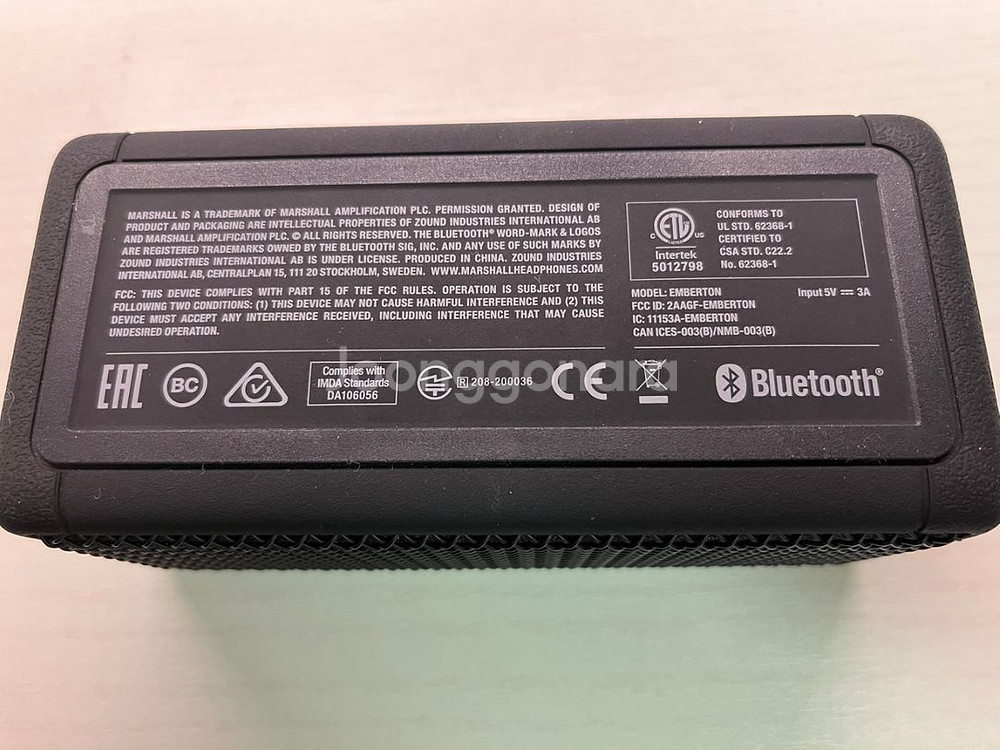 MARSHALL IS A TRADEMARK OF MARSHALL AMPLIFICATION PLC. PERMISSION GRANTED. DESIGN OF
PRODUCT AND PACKAGING ARE INTELLECTUAL PROPERTIES OF ZOUND INDUSTRIES INTERNATIONAL AB
AND MARSHALL AMPLIFICATION PLC. © ALL RIGHTS RESERVED. THE BLUETOOTH® WORD-MARK & LOGOS
ARE REGISTERED TRADEMARKS OWNED BY THE BLUETOOTH SIG, INC. AND ANY USE OF SUCH MARKS BY
ZOUND INDUSTRIES INTERNATIONAL AB IS UNDER LICENSE. PRODUCED IN CHINA. ZOUND INDUSTRIES
INTERNATIONAL AB, CENTRALPLAN 15, 111 20 STOCKHOLM, SWEDEN. WWW.MARSHALLHEADPHONES.COM
FCC: THIS DEVICE COMPLIES WITH PART 15 OF THE FCC RULES. OPERATION IS SUBJECT TO THE
FOLLOWING TWO CONDITIONS: (1) THIS DEVICE MAY NOT CAUSE HARMFUL INTERFERENCE AND (2) THIS
DEVICE MUST ACCEPT ANY INTERFERENCE RECEIVED, INCLUDING INTERFERENCE THAT MAY CAUSE
UNDESIRED OPERATION.
C ETL US
Intertek
5012798
CONFORMS TO
UL STD. 62368-1
CERTIFIED TO
CSA STD. C22.2
No. 62368-1
MODEL: EMBERTON Input 5V ⎓ 3A
FCC ID: 2AAGF-EMBERTON
IC: 11153A-EMBERTON
CAN ICES-003(B)/NMB-003(B)
EAC BC
Complies with
IMDA Standards
DA106056
R 208-200036 CE Bluetooth®
joonggonara